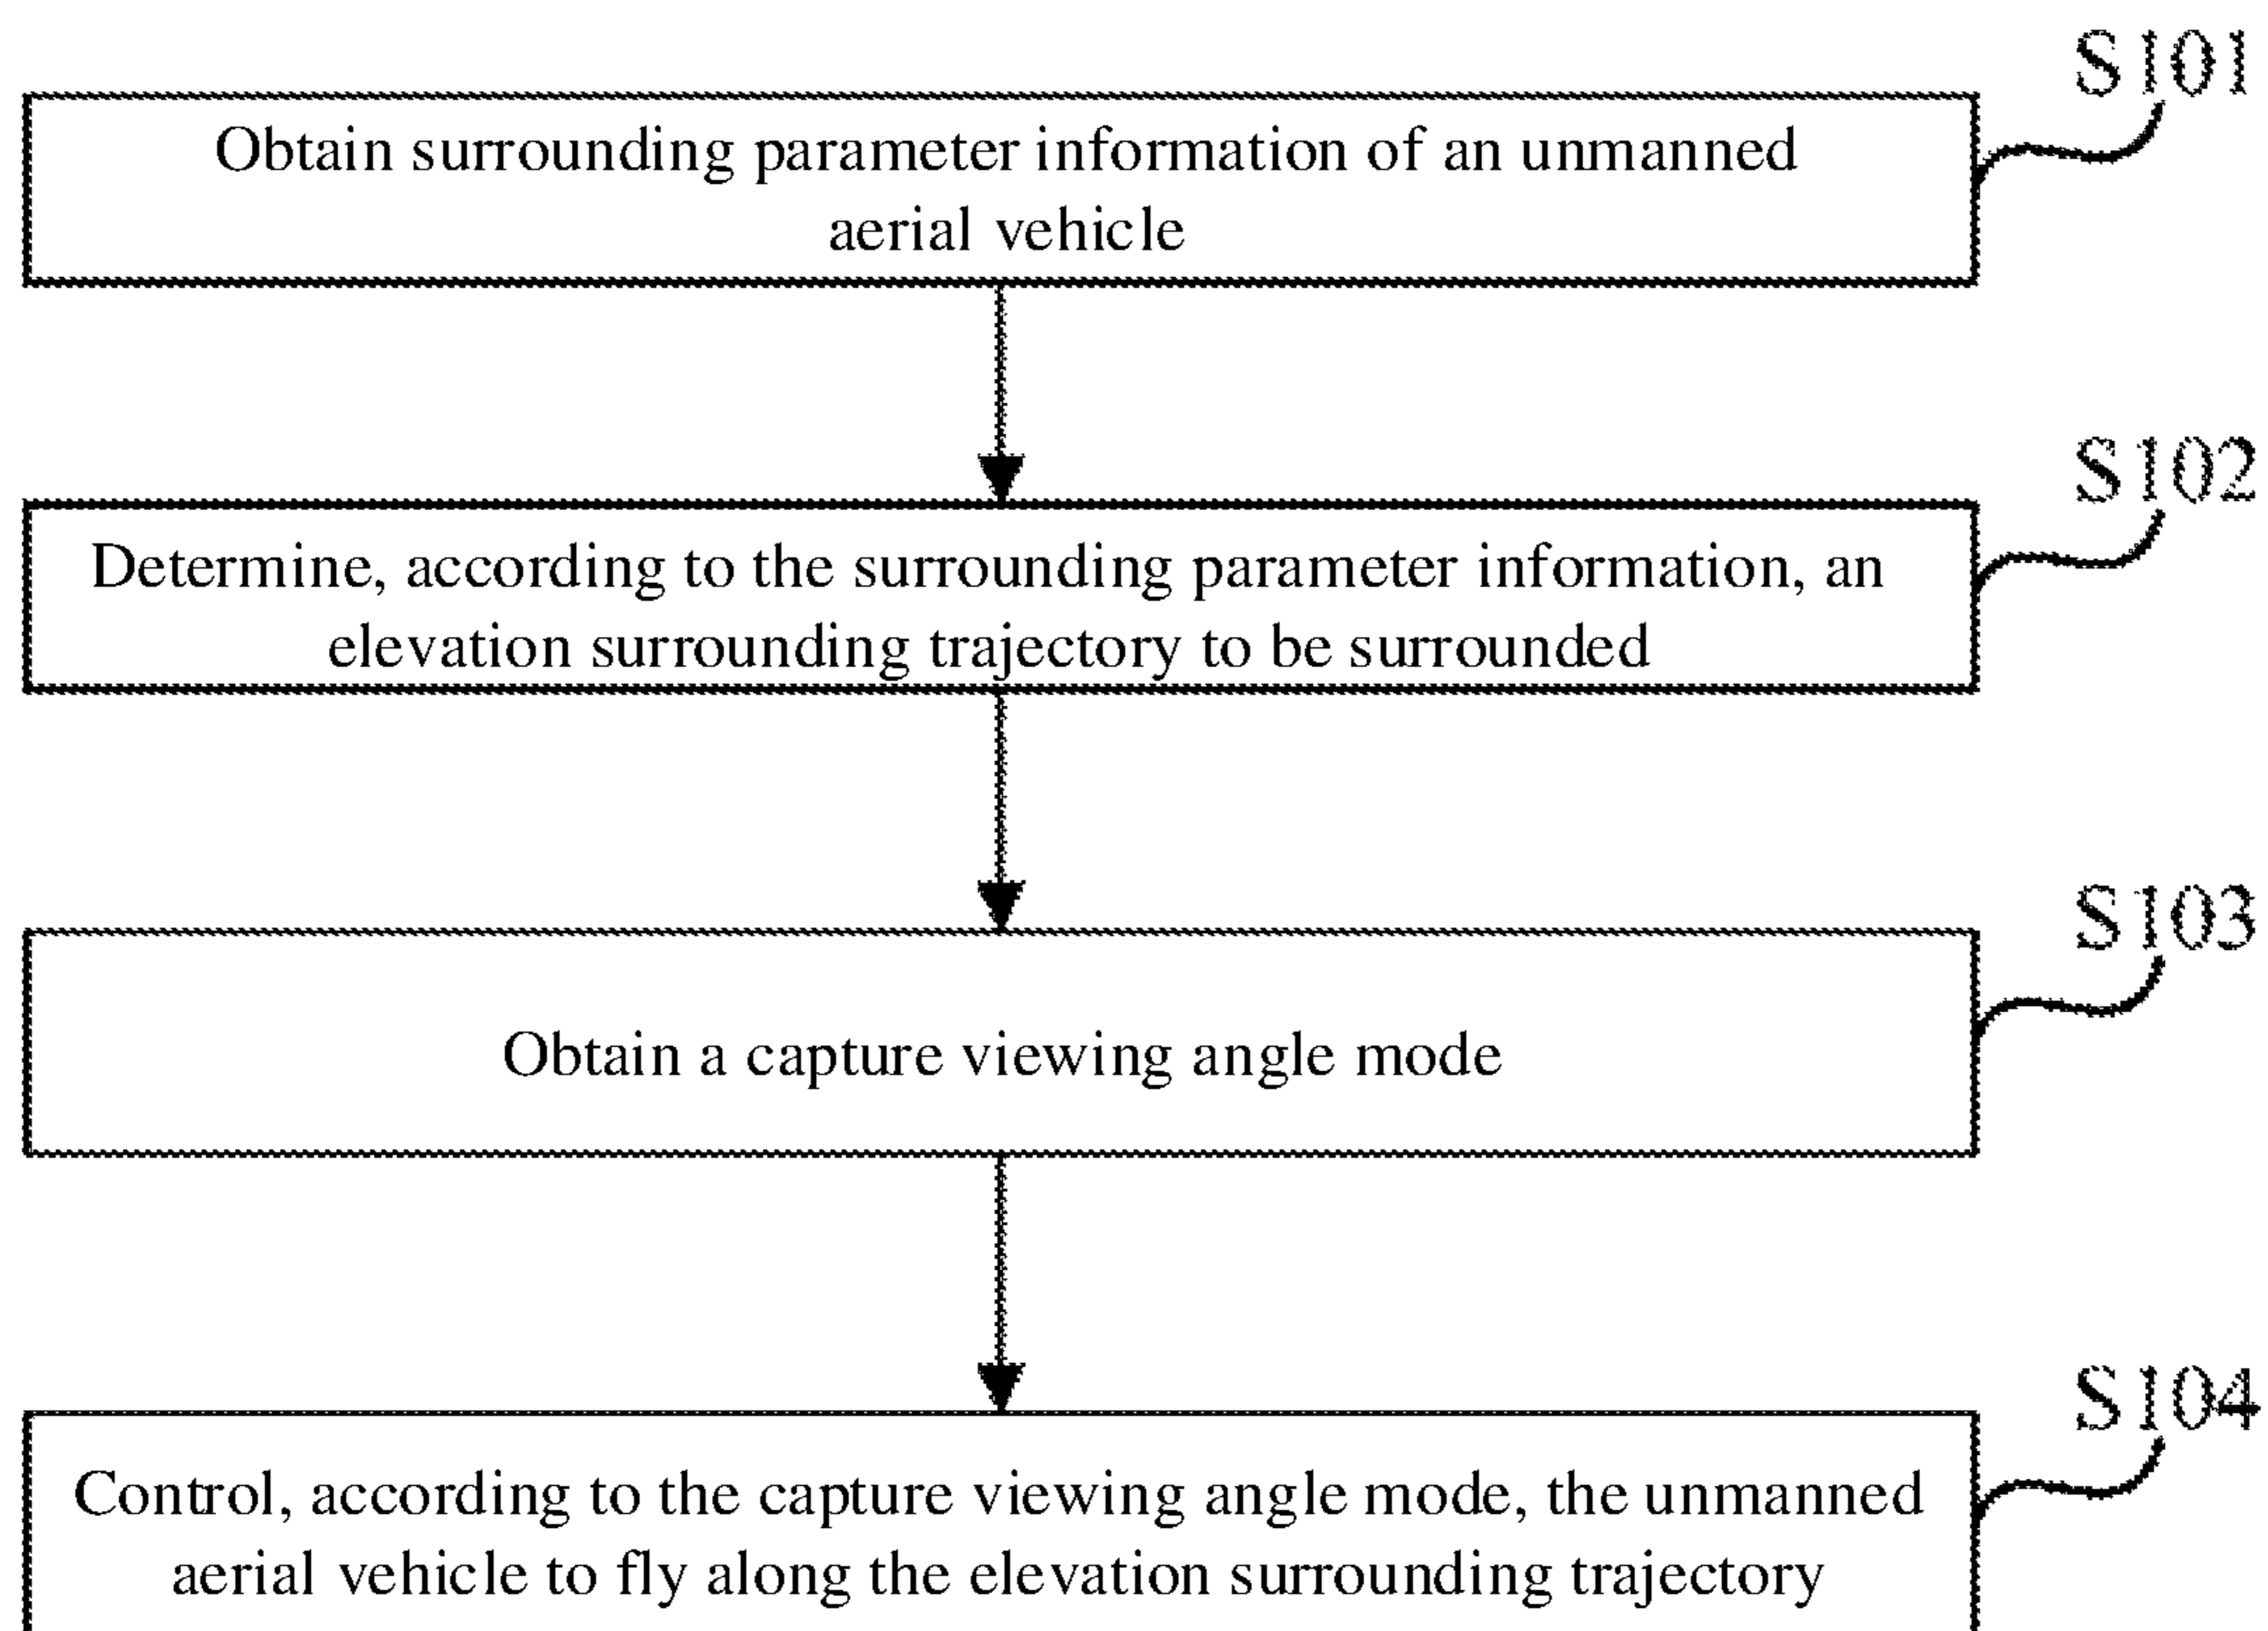 S101
Obtain surrounding parameter information of an unmanned
aerial vehicle
S102
Determine, according to the surrounding parameter information, an
elevation surrounding trajectory to be surrounded
S103
Obtain a capture viewing angle mode
S104
Control, according to the capture viewing angle mode, the unmanned
aerial vehicle to fly along the elevation surrounding trajectory